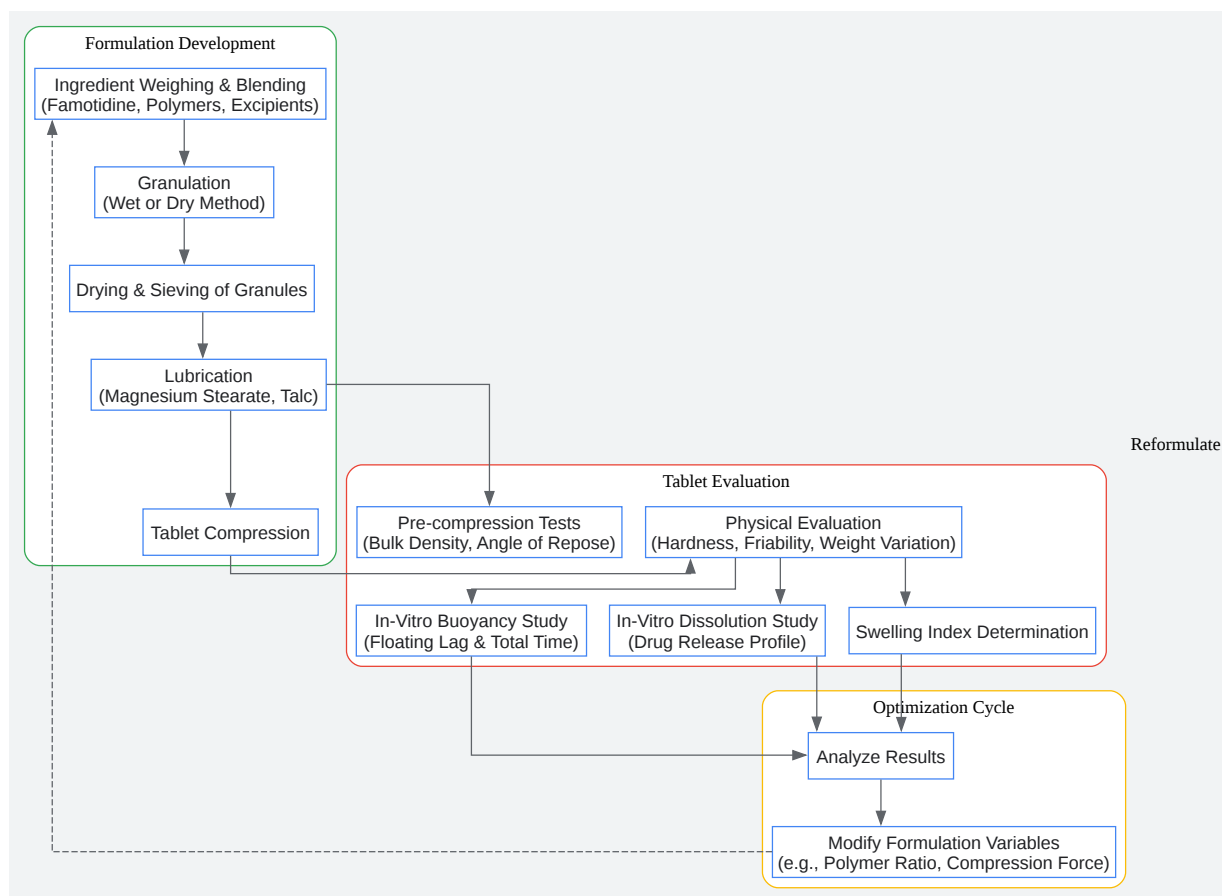 Formulation Development
Ingredient Weighing & Blending
(Famotidine, Polymers, Excipients)
Granulation
(Wet or Dry Method)
Drying & Sieving of Granules
Lubrication
(Magnesium Stearate, Talc)
Tablet Compression
Reformulate
Tablet Evaluation
Pre-compression Tests
(Bulk Density, Angle of Repose)
Physical Evaluation
(Hardness, Friability, Weight Variation)
In-Vitro Buoyancy Study
(Floating Lag & Total Time)
In-Vitro Dissolution Study
(Drug Release Profile)
Swelling Index Determination
Optimization Cycle
Analyze Results
Modify Formulation Variables
(e.g., Polymer Ratio, Compression Force)